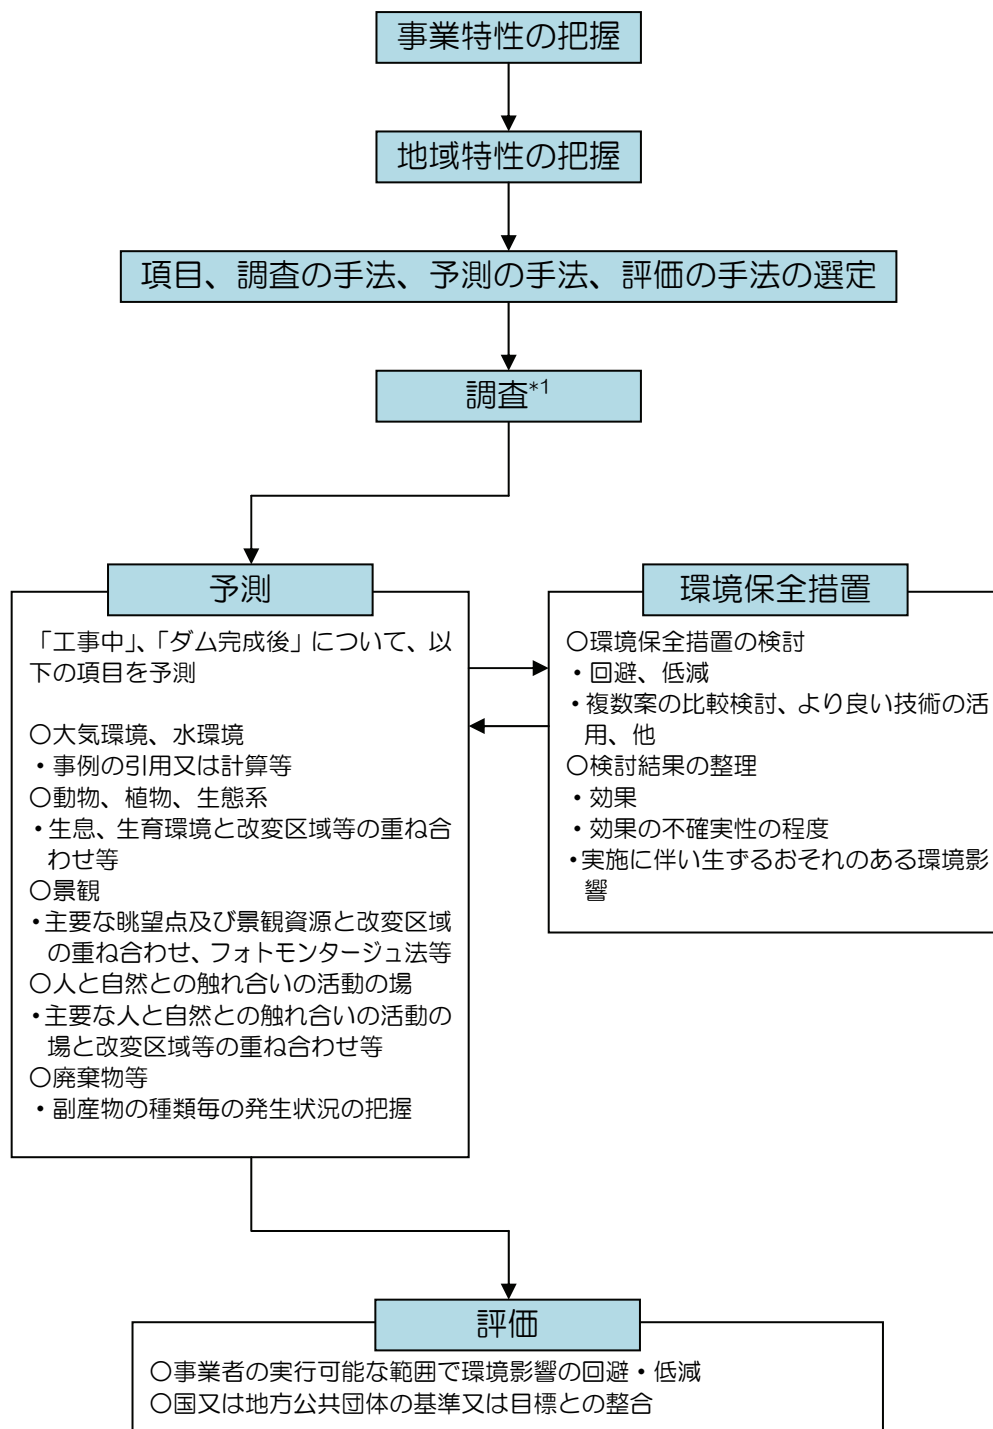 事業特性の把握
地域特性の把握
項目、調査の手法、予測の手法、評価の手法の選定
調査*1
予測
「工事中」、「ダム完成後」について、以
下の項目を予測
〇大気環境、水環境
・事例の引用又は計算等
〇動物、植物、生態系
・生息、生育環境と改変区域等の重ね合
わせ等
〇景観
・主要な眺望点及び景観資源と改変区域
の重ね合わせ、フォトモンタージュ法等
〇人と自然との触れ合いの活動の場
・主要な人と自然との触れ合いの活動の
場と改変区域等の重ね合わせ等
〇廃棄物等
・副産物の種類毎の発生状況の把握
環境保全措置
〇環境保全措置の検討
・回避、低減
・複数案の比較検討、より良い技術の活
用、他
〇検討結果の整理
・効果
・効果の不確実性の程度
・実施に伴い生ずるおそれのある環境影
響
評価
〇事業者の実行可能な範囲で環境影響の回避・低減
〇国又は地方公共団体の基準又は目標との整合